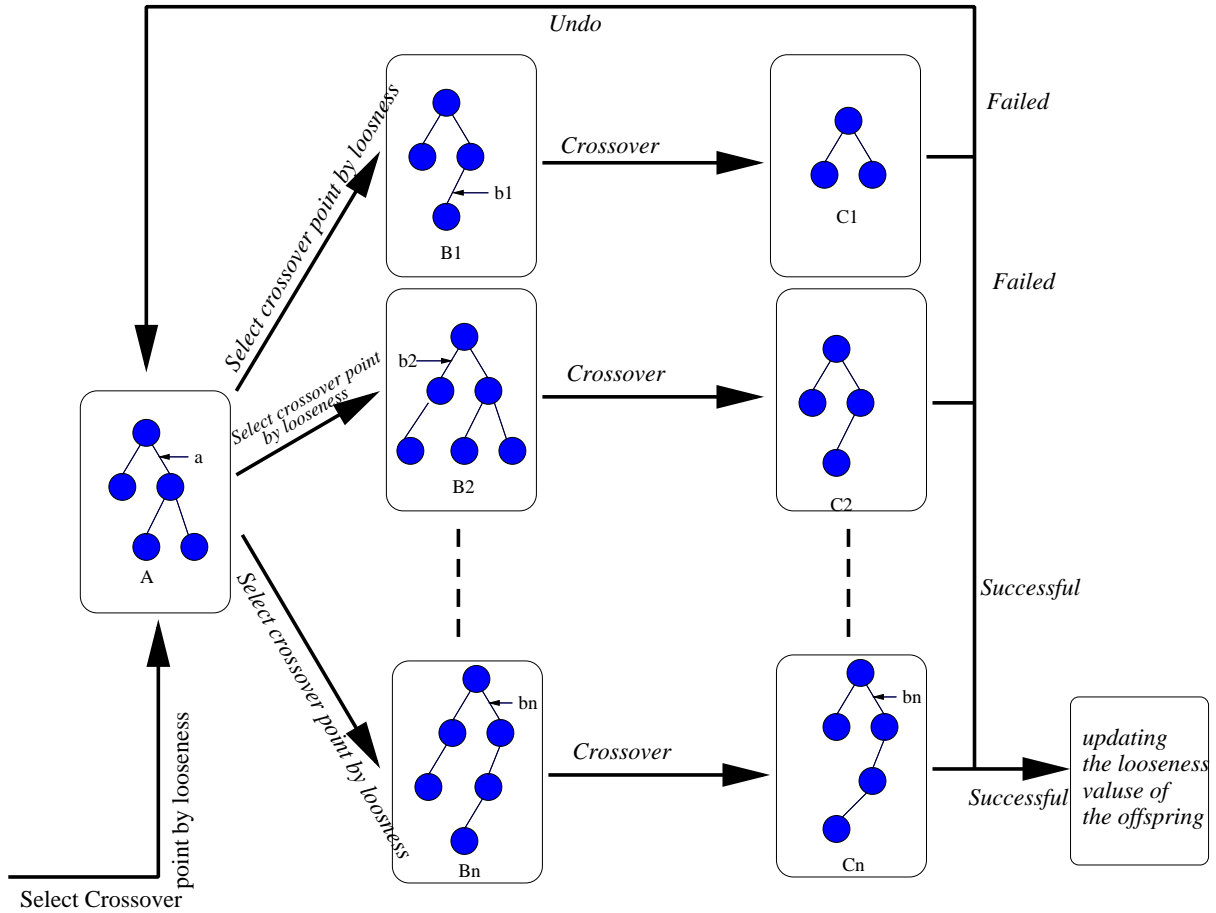 Undo
Select crossover point by loosness
b1
B1
Crossover
C1
Failed
Failed
Select crossover point
by looseness
b2
B2
Crossover
C2
a
A
Select crossover point by loosness
bn
Bn
Crossover
bn
Cn
Successful
Successful
updating
the looseness
valuse of
the offspring
Select Crossover
point by looseness